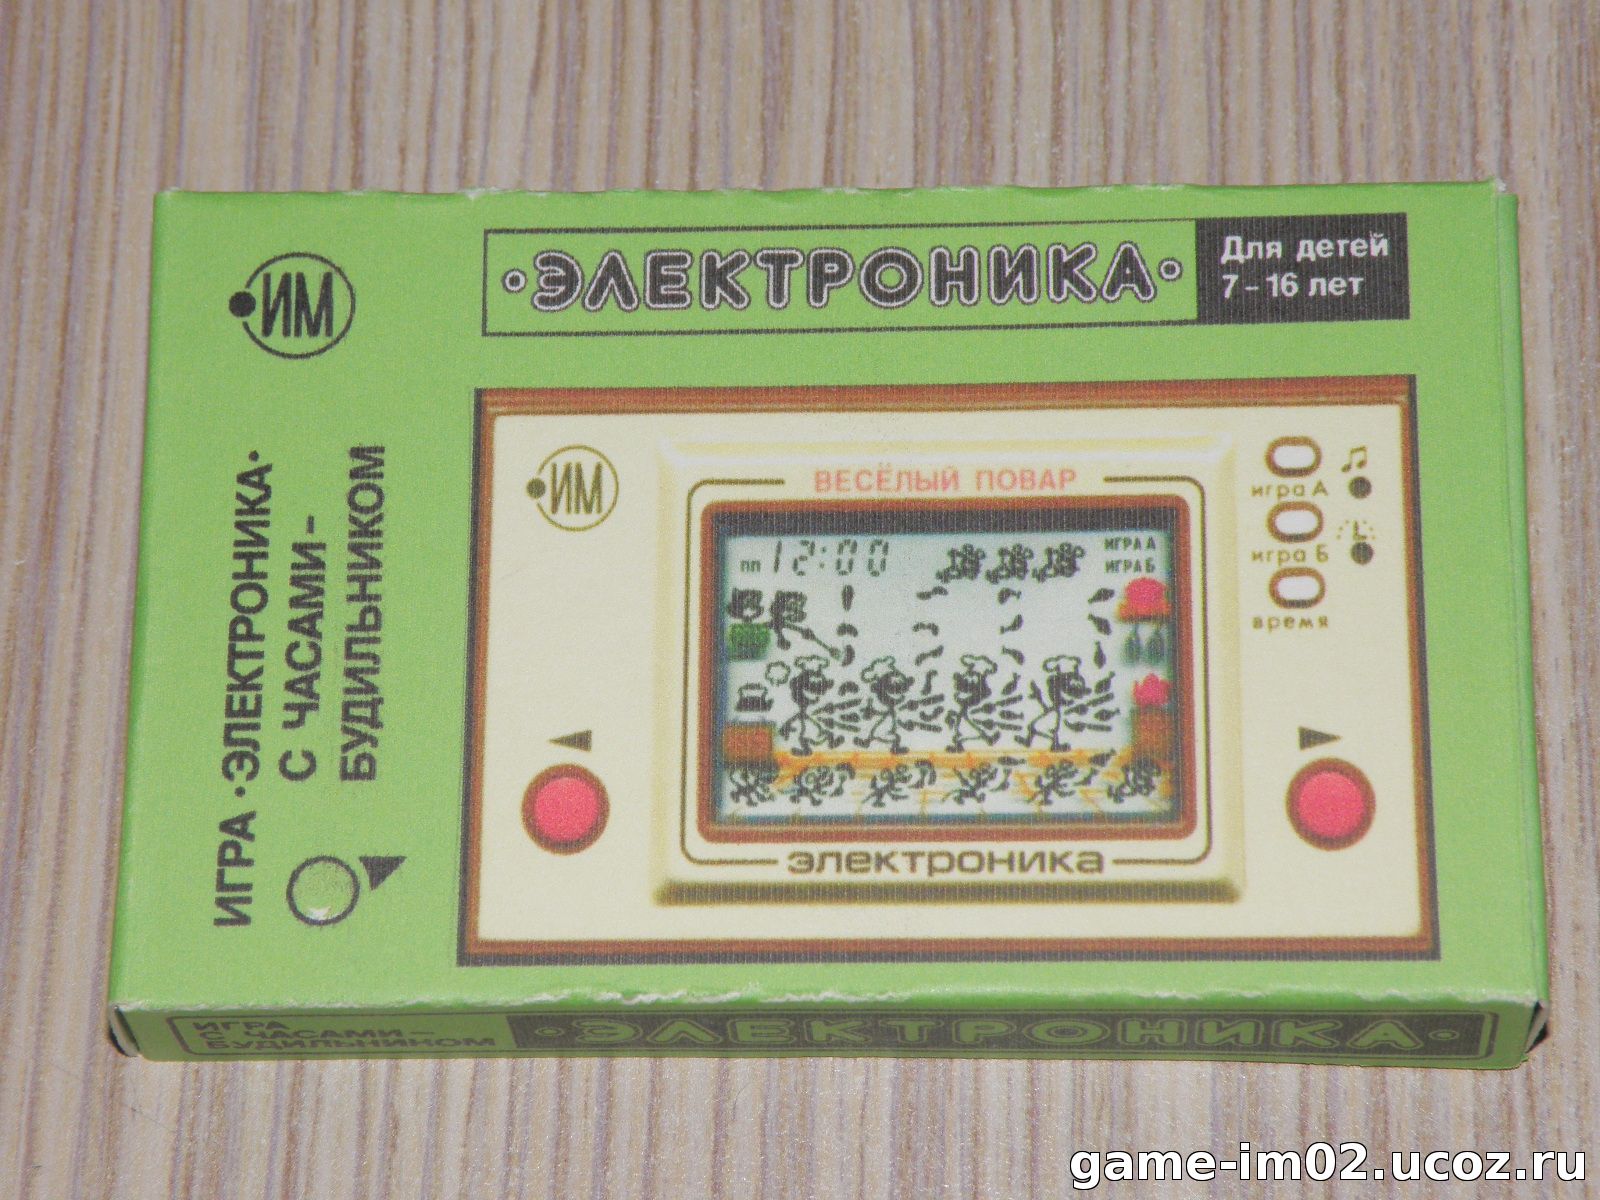 ИМ
·ЭЛЕКТРОНИКА·
Для детей
7-16 лет
ИГРА ·ЭЛЕКТРОНИКА·
С ЧАСАМИ-
БУДИЛЬНИКОМ
ИМ
ВЕСЁЛЫЙ ПОВАР
пп 12:00
ИГРА А
ИГРА Б
игра А
игра Б
время
электроника
ИГРА
С ЧАСАМИ-
БУДИЛЬНИКОМ
·ЭЛЕКТРОНИКА·
game-im02.ucoz.ru